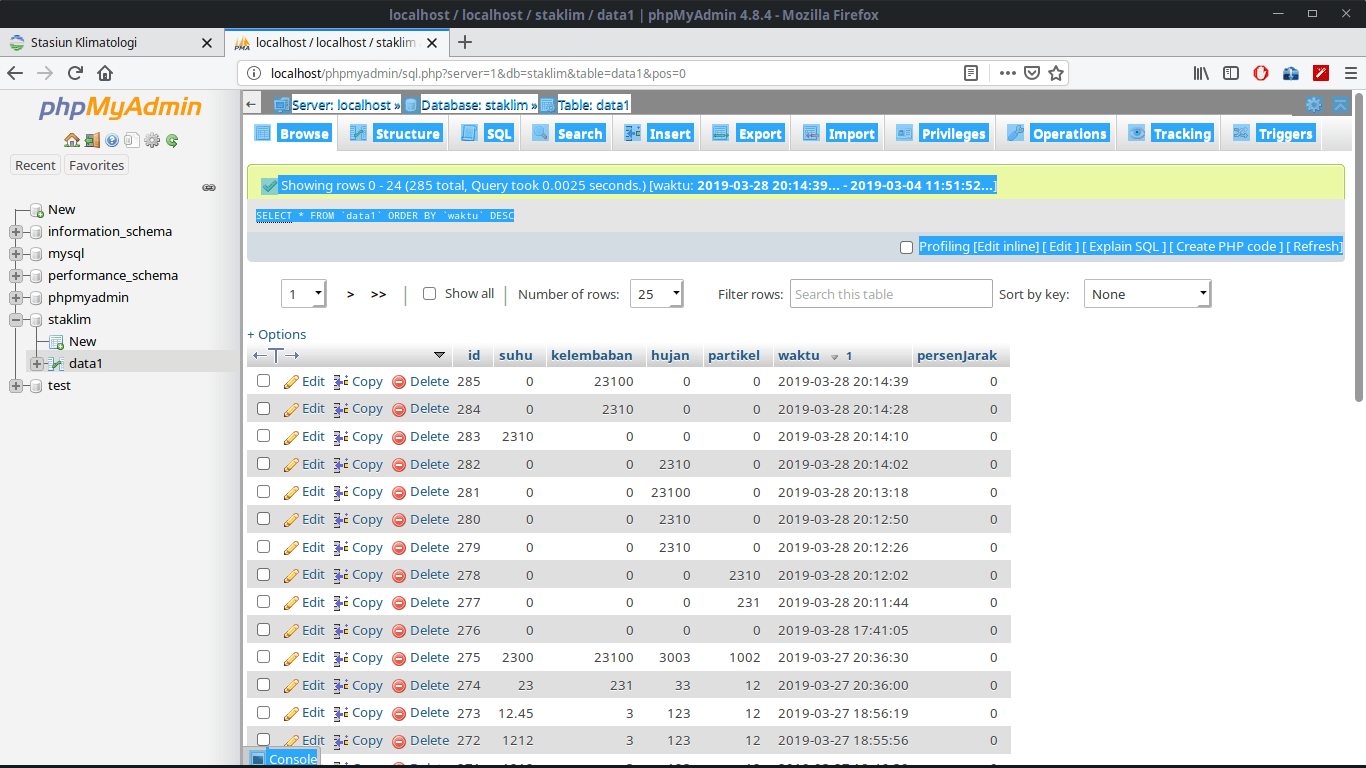 localhost / localhost / staklim / data1 | phpMyAdmin 4.8.4 - Mozilla Firefox
Stasiun Klimatologi
localhost / localhost / staklim
localhost/phpmyadmin/sql.php?server=1&db=staklim&table=data1&pos=0
phpMyAdmin
Recent Favorites
New
information_schema
mysql
performance_schema
phpmyadmin
staklim
New
data1
test
Server: localhost » Database: staklim » Table: data1
Browse Structure SQL Search Insert Export Import Privileges Operations Tracking Triggers
Showing rows 0 - 24 (285 total, Query took 0.0025 seconds.) [waktu: 2019-03-28 20:14:39... - 2019-03-04 11:51:52...]
SELECT * FROM `data1` ORDER BY `waktu` DESC
Profiling [Edit inline] [ Edit ] [ Explain SQL ] [ Create PHP code ] [ Refresh]
1 > >> | Show all | Number of rows: 25 Filter rows: Search this table Sort by key: None
+ Options
id suhu kelembaban hujan partikel waktu 1 persenJarak
Edit Copy Delete 285 0 23100 0 0 2019-03-28 20:14:39 0
Edit Copy Delete 284 0 2310 0 0 2019-03-28 20:14:28 0
Edit Copy Delete 283 2310 0 0 0 2019-03-28 20:14:10 0
Edit Copy Delete 282 0 0 2310 0 2019-03-28 20:14:02 0
Edit Copy Delete 281 0 0 23100 0 2019-03-28 20:13:18 0
Edit Copy Delete 280 0 0 2310 0 2019-03-28 20:12:50 0
Edit Copy Delete 279 0 0 2310 0 2019-03-28 20:12:26 0
Edit Copy Delete 278 0 0 0 2310 2019-03-28 20:12:02 0
Edit Copy Delete 277 0 0 0 231 2019-03-28 20:11:44 0
Edit Copy Delete 276 0 0 0 0 2019-03-28 17:41:05 0
Edit Copy Delete 275 2300 23100 3003 1002 2019-03-27 20:36:30 0
Edit Copy Delete 274 23 231 33 12 2019-03-27 20:36:00 0
Edit Copy Delete 273 12.45 3 123 12 2019-03-27 18:56:19 0
Edit Copy Delete 272 1212 3 123 12 2019-03-27 18:55:56 0
Console